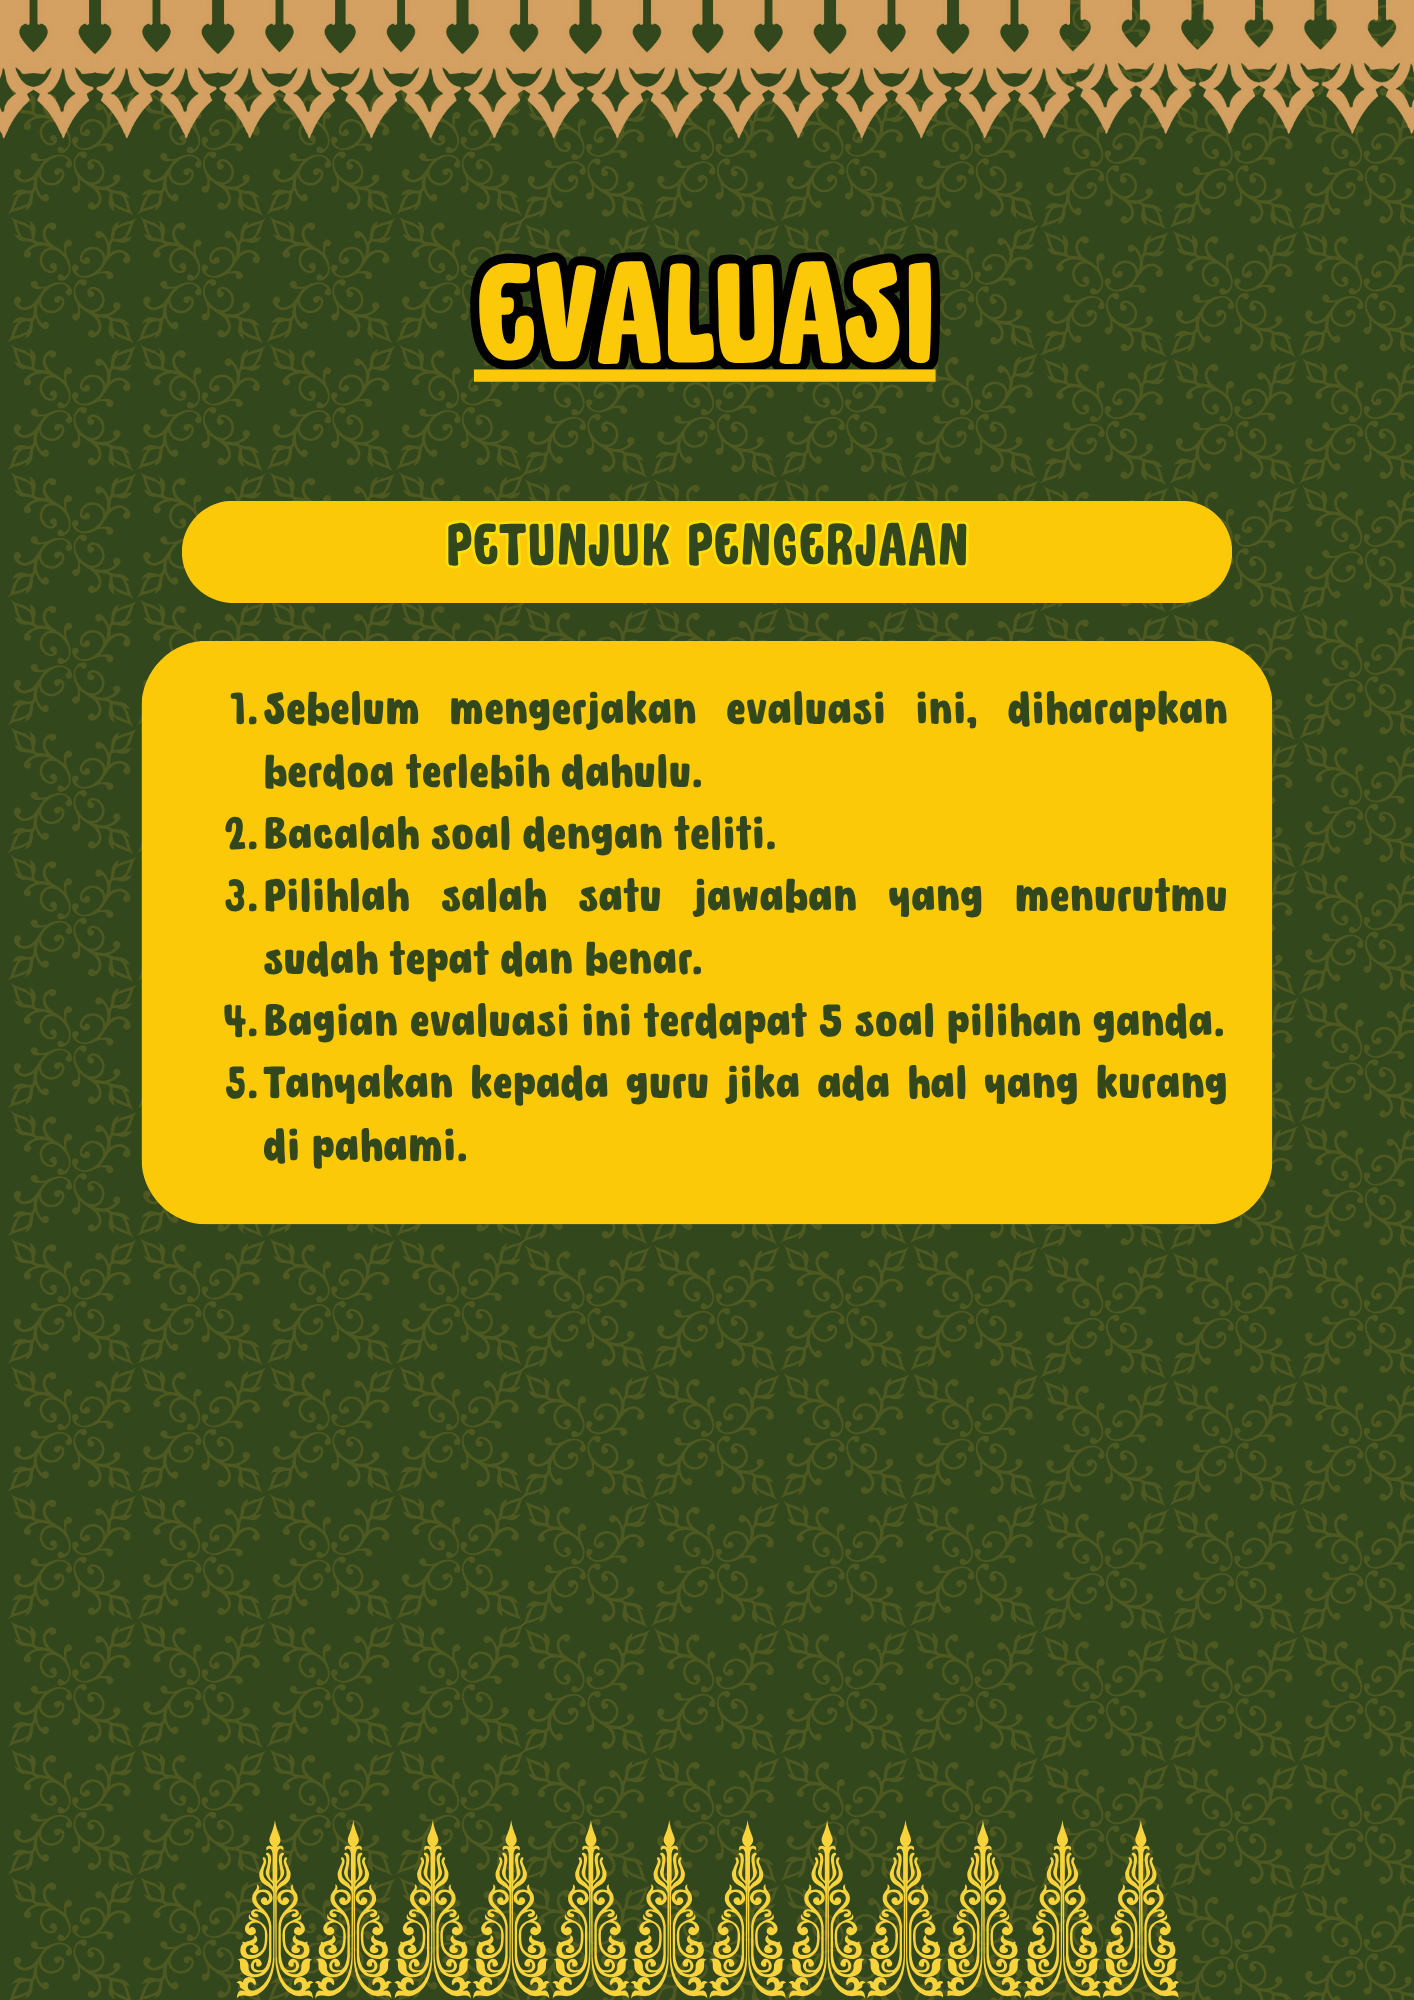 EVALUASI
PETUNJUK PENGERJAAN
1. Sebelum mengerjakan evaluasi ini, diharapkan
berdoa terlebih dahulu.
2. Bacalah soal dengan teliti.
3. Pilihlah salah satu jawaban yang menurutmu
sudah tepat dan benar.
4. Bagian evaluasi ini terdapat 5 soal pilihan ganda.
5. Tanyakan kepada guru jika ada hal yang kurang
di pahami.